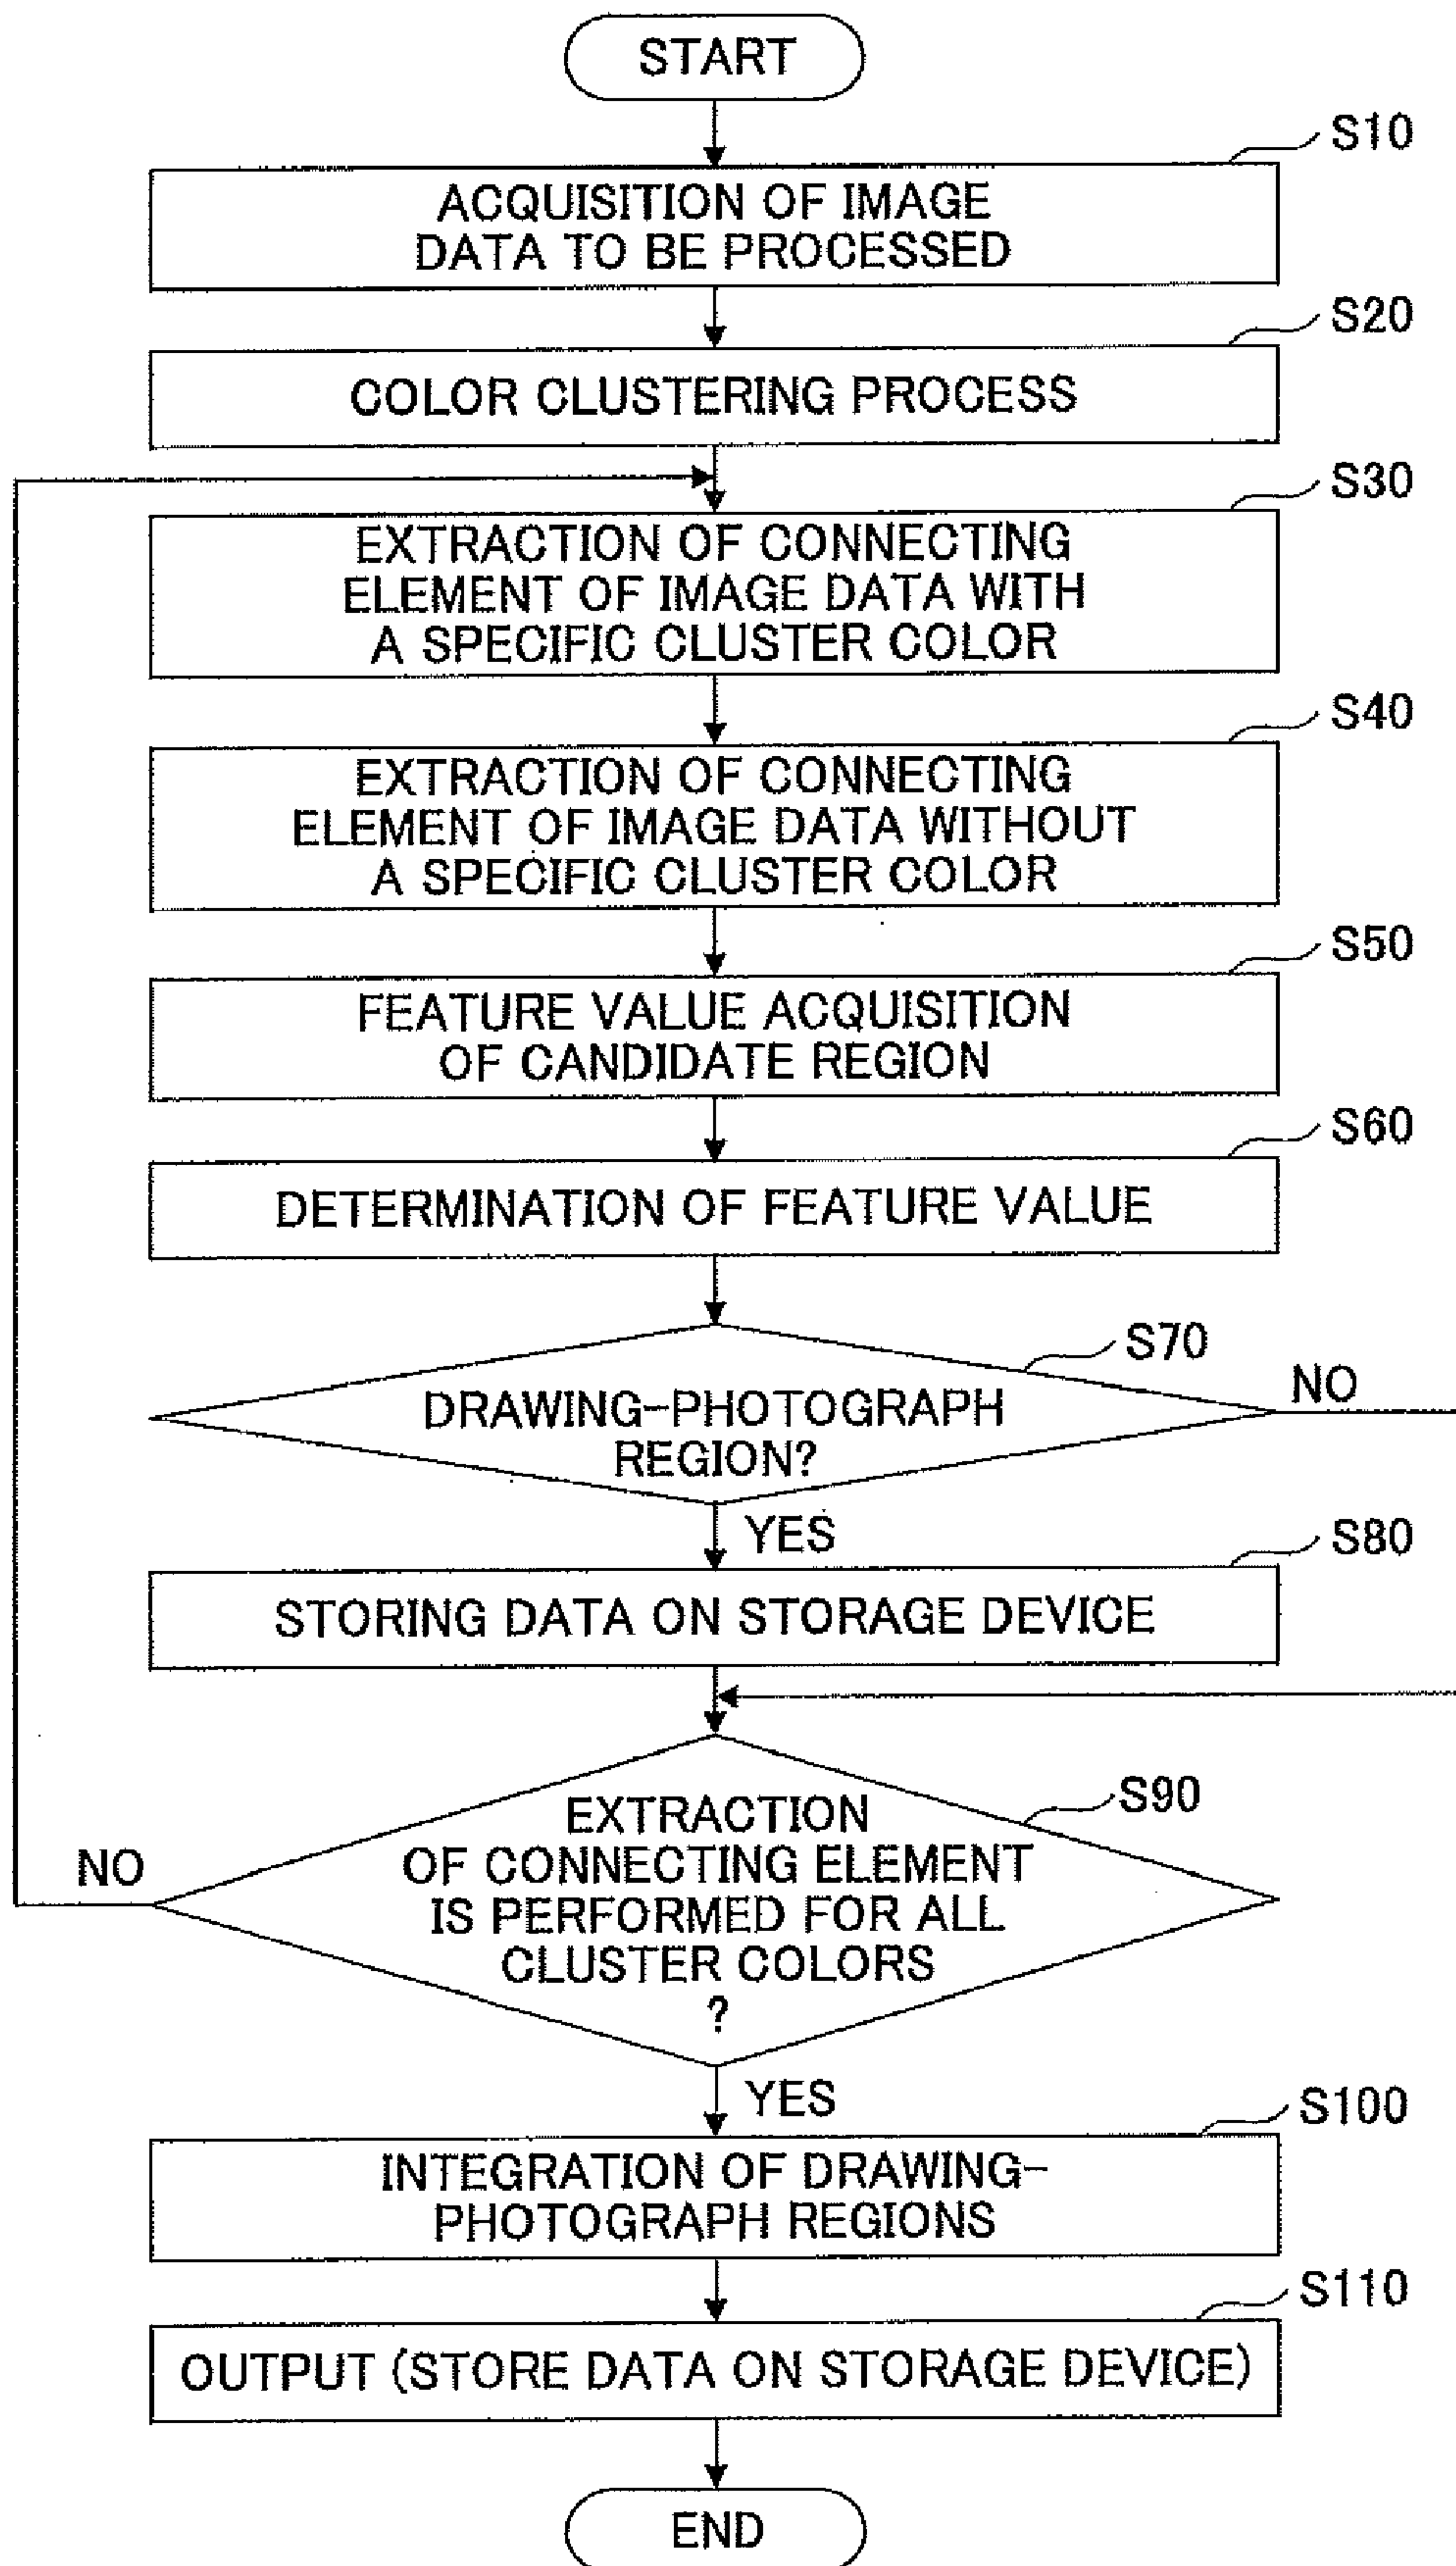 START
S10
ACQUISITION OF IMAGE
DATA TO BE PROCESSED
S20
COLOR CLUSTERING PROCESS
S30
EXTRACTION OF CONNECTING
ELEMENT OF IMAGE DATA WITH
A SPECIFIC CLUSTER COLOR
S40
EXTRACTION OF CONNECTING
ELEMENT OF IMAGE DATA WITHOUT
A SPECIFIC CLUSTER COLOR
S50
FEATURE VALUE ACQUISITION
OF CANDIDATE REGION
S60
DETERMINATION OF FEATURE VALUE
S70
NO
DRAWING-PHOTOGRAPH
REGION?
YES
S80
STORING DATA ON STORAGE DEVICE
S90
EXTRACTION
NO
OF CONNECTING ELEMENT
IS PERFORMED FOR ALL
CLUSTER COLORS
?
YES
S100
INTEGRATION OF DRAWING-
PHOTOGRAPH REGIONS
S110
OUTPUT (STORE DATA ON STORAGE DEVICE)
END